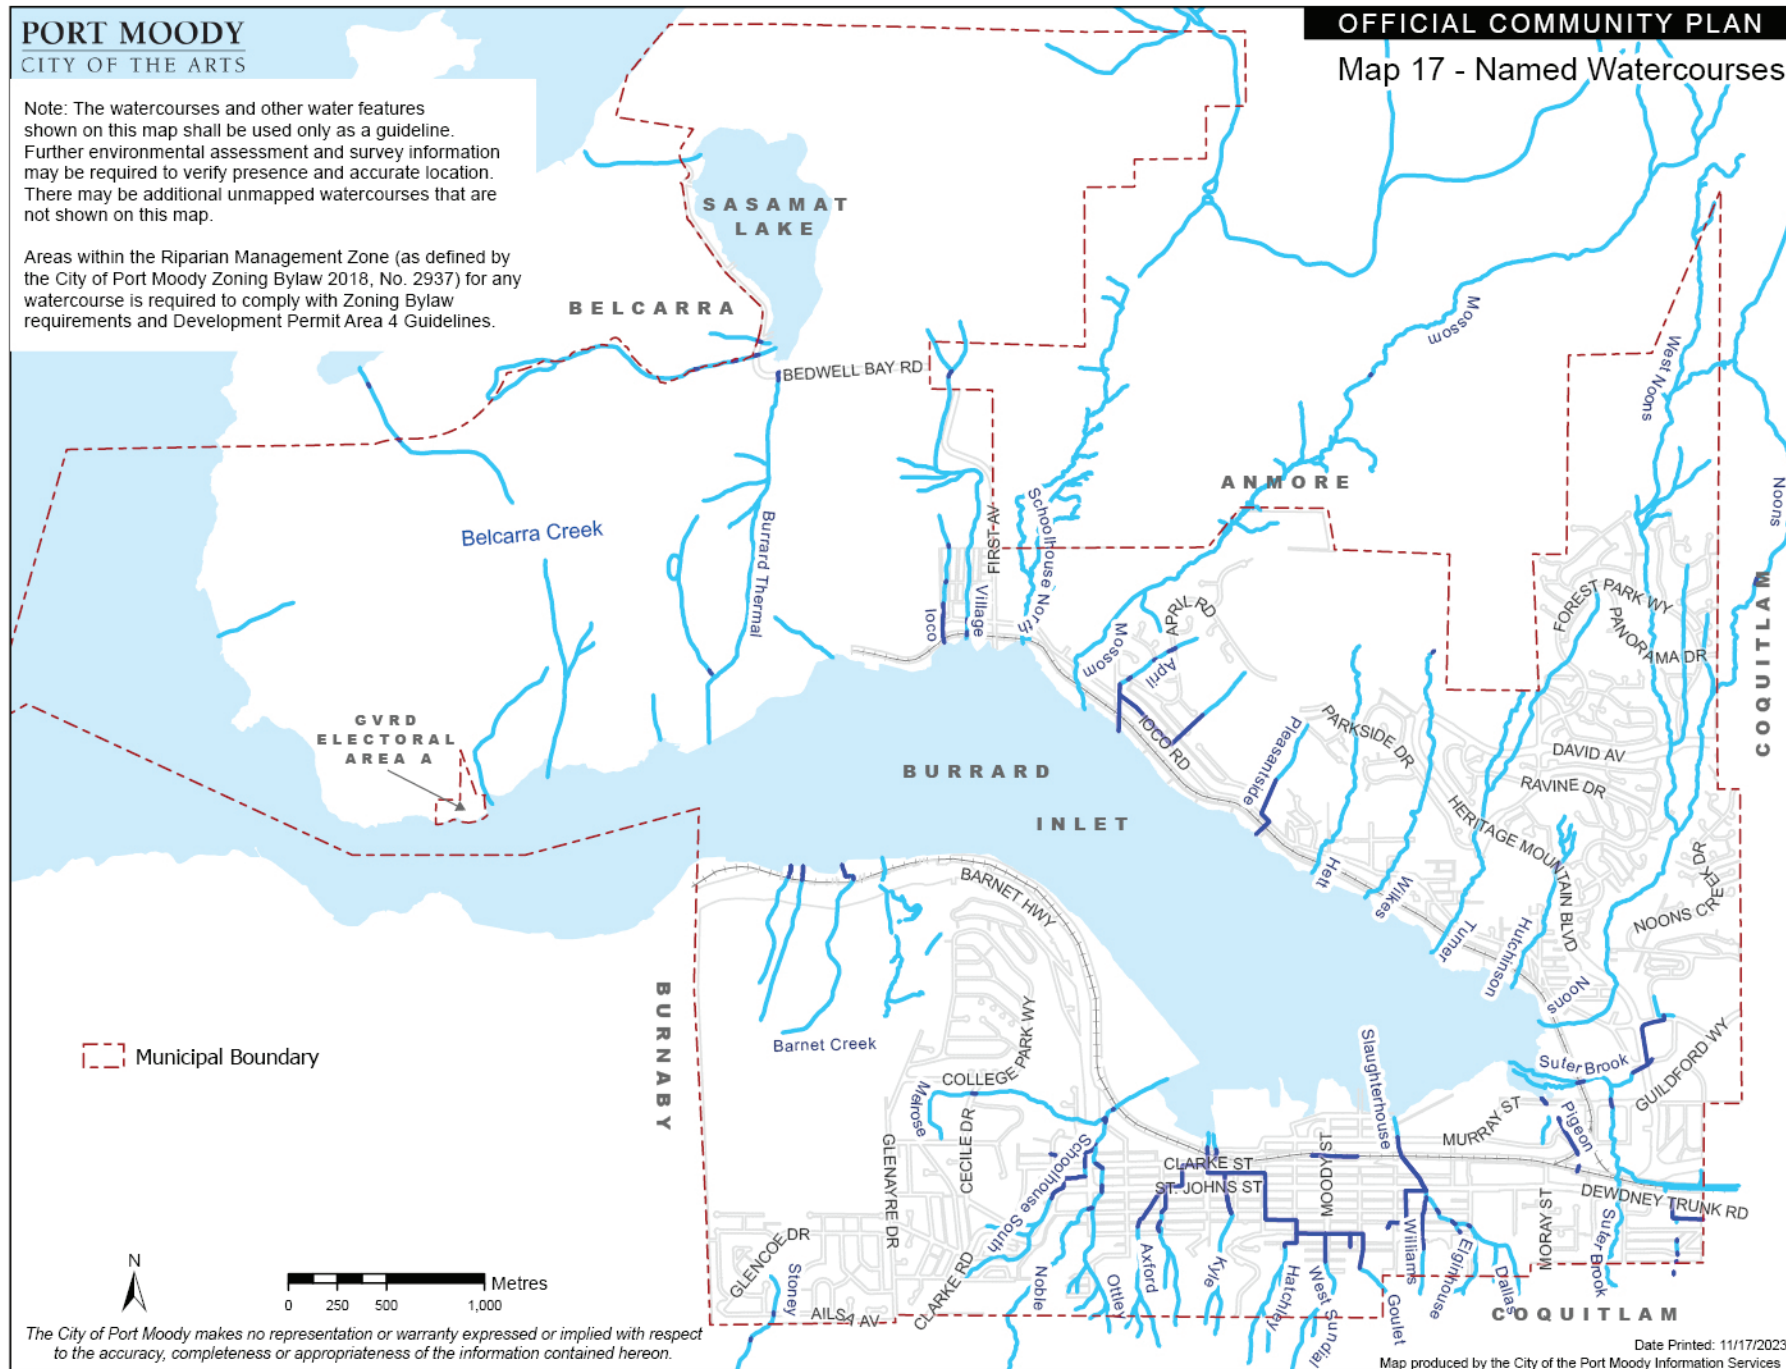 PORT MOODY
CITY OF THE ARTS
OFFICIAL COMMUNITY PLAN
Map 17 - Named Watercourses
Note: The watercourses and other water features
shown on this map shall be used only as a guideline.
Further environmental assessment and survey information
may be required to verify presence and accurate location.
There may be additional unmapped watercourses that are
not shown on this map.
Areas within the Riparian Management Zone (as defined by
the City of Port Moody Zoning Bylaw 2018, No. 2937) for any
watercourse is required to comply with Zoning Bylaw
requirements and Development Permit Area 4 Guidelines.
SASAMAT
LAKE
BELCARRA
BEDWELL BAY RD
Mossom
West Noons
Noons
ANMORE
Belcarra Creek
Burrard Thermal
Schoolhouse North
FIRST AV
Ioco
Village
Mossom
APRIL RD
April
FOREST PARK WY
PANORAMA DR
COQUITLAM
GVRD
ELECTORAL
AREA A
IOCO RD
Pleasantside
PARKSIDE DR
DAVID AV
RAVINE DR
HERITAGE MOUNTAIN BLVD
BURRARD
INLET
Hett
Wilkes
Turner
Hutchinson
NOONS CREEK DR
Noons
BARNET HWY
BURNABY
Barnet Creek
COLLEGE PARK WY
Melrose
CECILE DR
GLENAYRE DR
Schoolhouse South
Slaughterhouse
Suter Brook
GUILDFORD WY
Pigeon
MURRAY ST
CLARKE ST
ST. JOHNS ST
MOODY ST
DEWDNEY TRUNK RD
MORAY ST
Suter Brook
GLENCOE DR
Stoney
AILSA AV
CLARKE RD
Noble
Ottley
Axford
Kyle
Hatchley
West Sundial
Goulet
Williams
Elginhouse
Dallas
COQUITLAM
Municipal Boundary
N
Metres
0 250 500 1,000
The City of Port Moody makes no representation or warranty expressed or implied with respect
to the accuracy, completeness or appropriateness of the information contained hereon.
Date Printed: 11/17/2023
Map produced by the City of the Port Moody Information Services